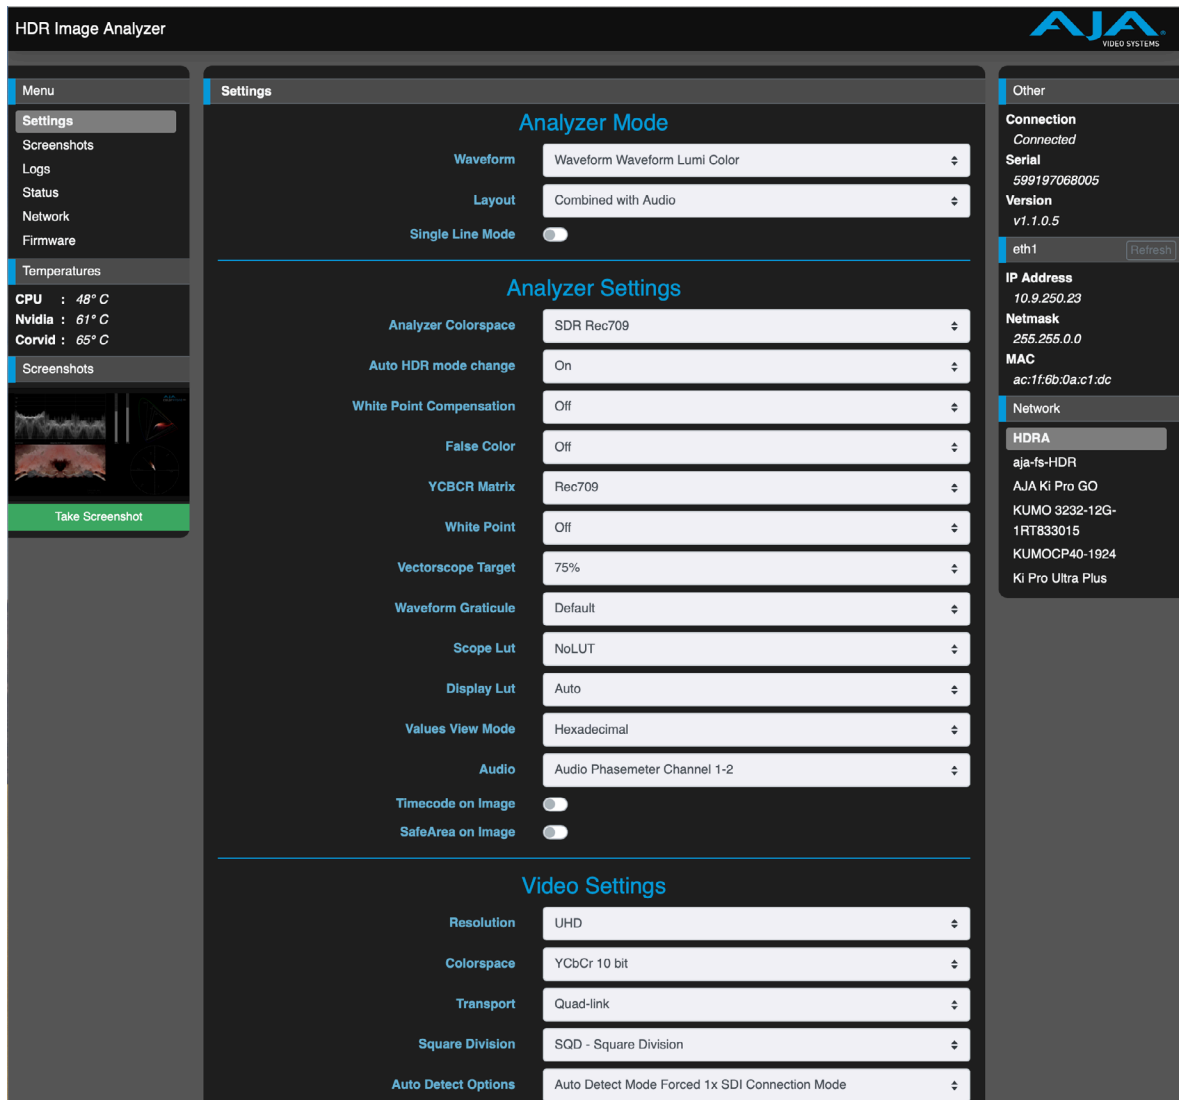 HDR Image Analyzer
AJA
VIDEO SYSTEMS
Menu
Settings
Screenshots
Logs
Status
Network
Firmware
Temperatures
CPU : 48° C
Nvidia : 61° C
Corvid : 65° C
Screenshots
Take Screenshot
Settings
Analyzer Mode
Waveform Waveform Waveform Lumi Color
Layout Combined with Audio
Single Line Mode
Analyzer Settings
Analyzer Colorspace SDR Rec709
Auto HDR mode change On
White Point Compensation Off
False Color Off
YCBCR Matrix Rec709
White Point Off
Vectorscope Target 75%
Waveform Graticule Default
Scope Lut NoLUT
Display Lut Auto
Values View Mode Hexadecimal
Audio Audio Phasemeter Channel 1-2
Timecode on Image
SafeArea on Image
Video Settings
Resolution UHD
Colorspace YCbCr 10 bit
Transport Quad-link
Square Division SQD - Square Division
Auto Detect Options Auto Detect Mode Forced 1x SDI Connection Mode
Other
Connection
Connected
Serial
599197068005
Version
v1.1.0.5
eth1 Refresh
IP Address
10.9.250.23
Netmask
255.255.0.0
MAC
ac:1f:6b:0a:c1:dc
Network
HDRA
aja-fs-HDR
AJA Ki Pro GO
KUMO 3232-12G-
1RT833015
KUMOCP40-1924
Ki Pro Ultra Plus